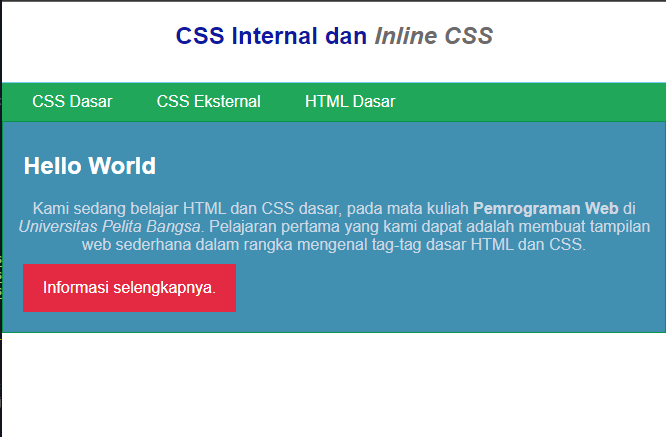 CSS Internal dan Inline CSS
CSS Dasar CSS Eksternal HTML Dasar
Hello World
Kami sedang belajar HTML dan CSS dasar, pada mata kuliah Pemrograman Web di
Universitas Pelita Bangsa. Pelajaran pertama yang kami dapat adalah membuat tampilan
web sederhana dalam rangka mengenal tag-tag dasar HTML dan CSS.
Informasi selengkapnya.